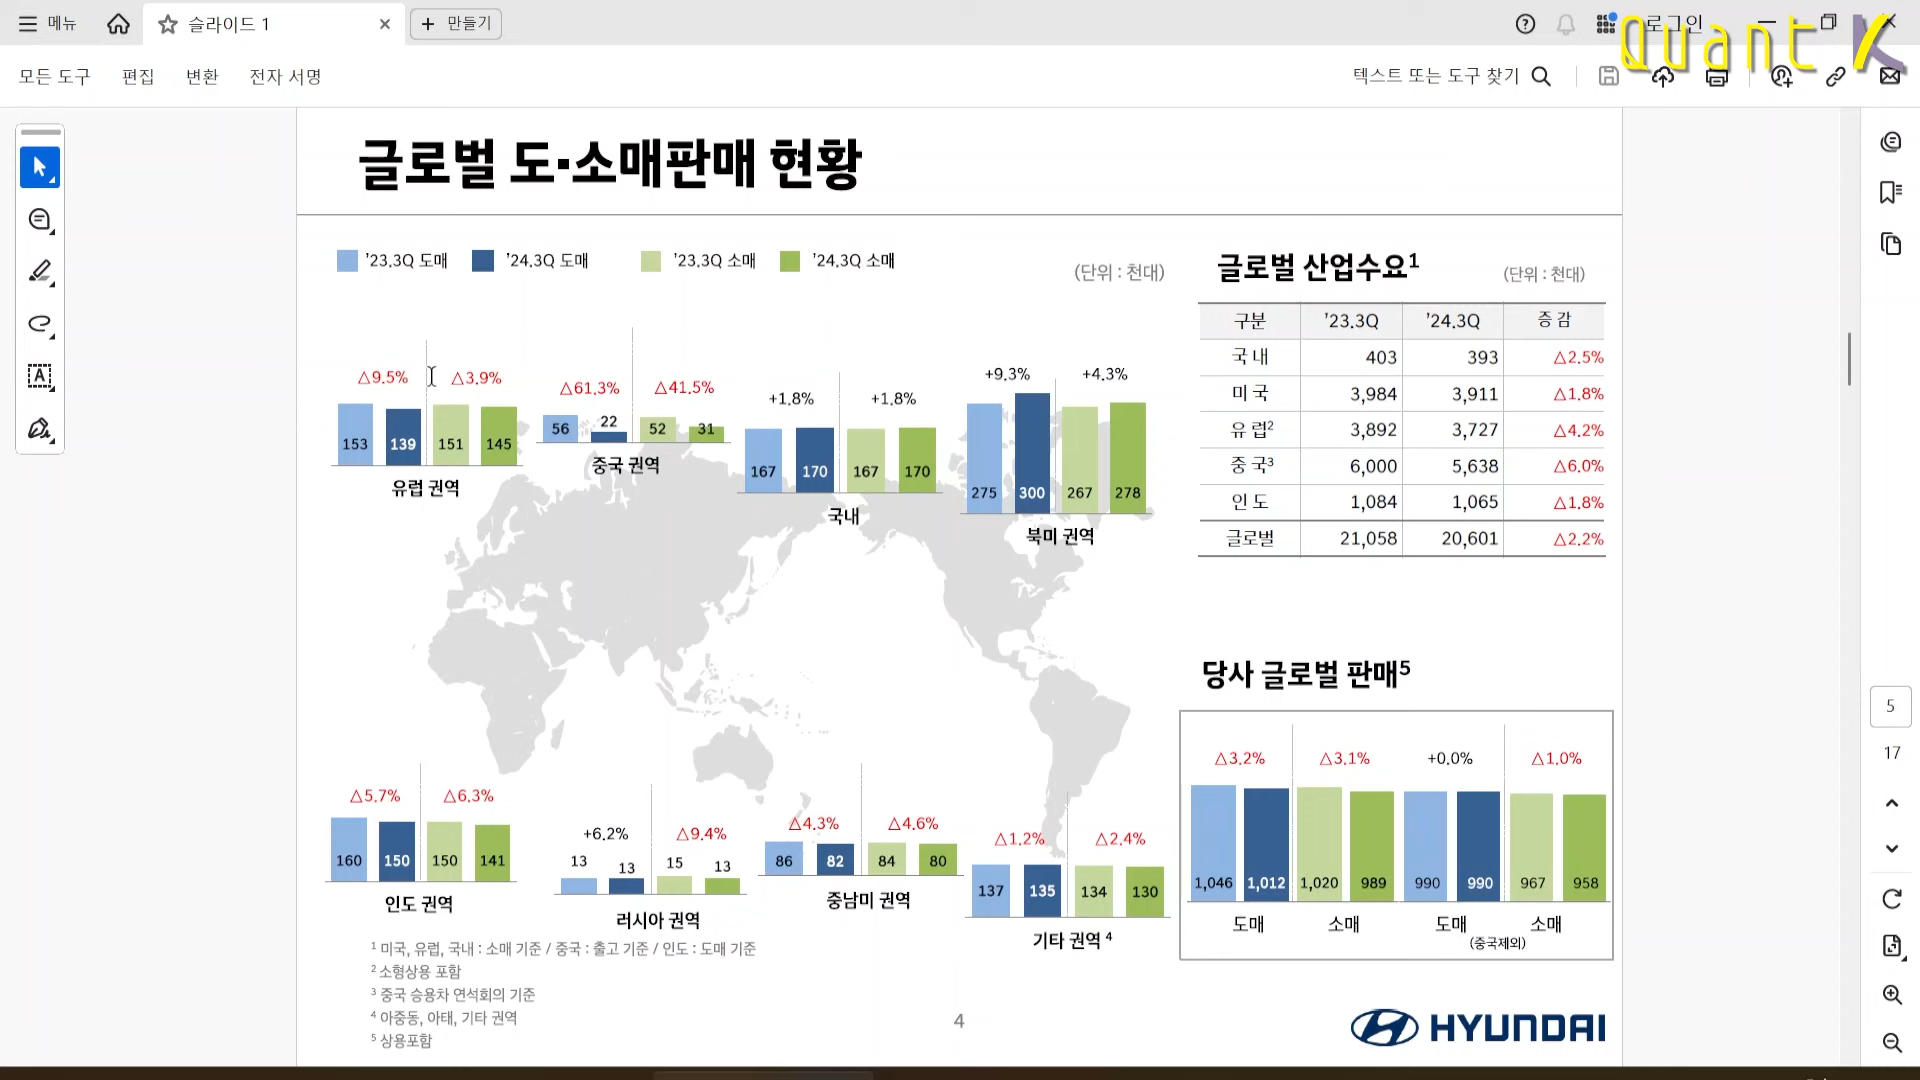 메뉴
슬라이드 1
만들기
로그인
Quant K
모든 도구
편집
변환
전자 서명
텍스트 또는 도구 찾기
글로벌 도·소매판매 현황
'23.3Q 도매
'24.3Q 도매
'23.3Q 소매
'24.3Q 소매
(단위 : 천대)
△9.5% △3.9%
153 139 151 145
유럽 권역
△61.3% △41.5%
56 22 52 31
중국 권역
+1.8% +1.8%
167 170 167 170
국내
+9.3% +4.3%
275 300 267 278
북미 권역
△5.7% △6.3%
160 150 150 141
인도 권역
+6.2% △9.4%
13 13 15 13
러시아 권역
△4.3% △4.6%
86 82 84 80
중남미 권역
△1.2% △2.4%
137 135 134 130
기타 권역 4
글로벌 산업수요1
(단위 : 천대)
구분 '23.3Q '24.3Q 증 감
국 내 403 393 △2.5%
미 국 3,984 3,911 △1.8%
유 럽2 3,892 3,727 △4.2%
중 국3 6,000 5,638 △6.0%
인 도 1,084 1,065 △1.8%
글로벌 21,058 20,601 △2.2%
당사 글로벌 판매5
△3.2% △3.1% +0.0% △1.0%
1,046 1,012 1,020 989 990 990 967 958
도매 소매 도매 소매
(중국제외)
1 미국, 유럽, 국내 : 소매 기준 / 중국 : 출고 기준 / 인도 : 도매 기준
2 소형상용 포함
3 중국 승용차 연석회의 기준
4 아중동, 아태, 기타 권역
5 상용포함
4
HYUNDAI
5
17